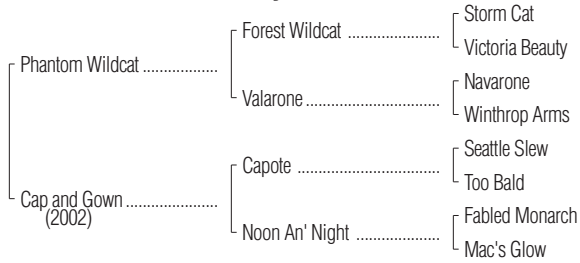 Storm Cat
Forest Wildcat ......................
Victoria Beauty
Phantom Wildcat ..................
Navarone
Valarone .............................
Winthrop Arms
Seattle Slew
Capote ...............................
Too Bald
Cap and Gown ......................
(2002)
Fabled Monarch
Noon An' Night ....................
Mac's Glow